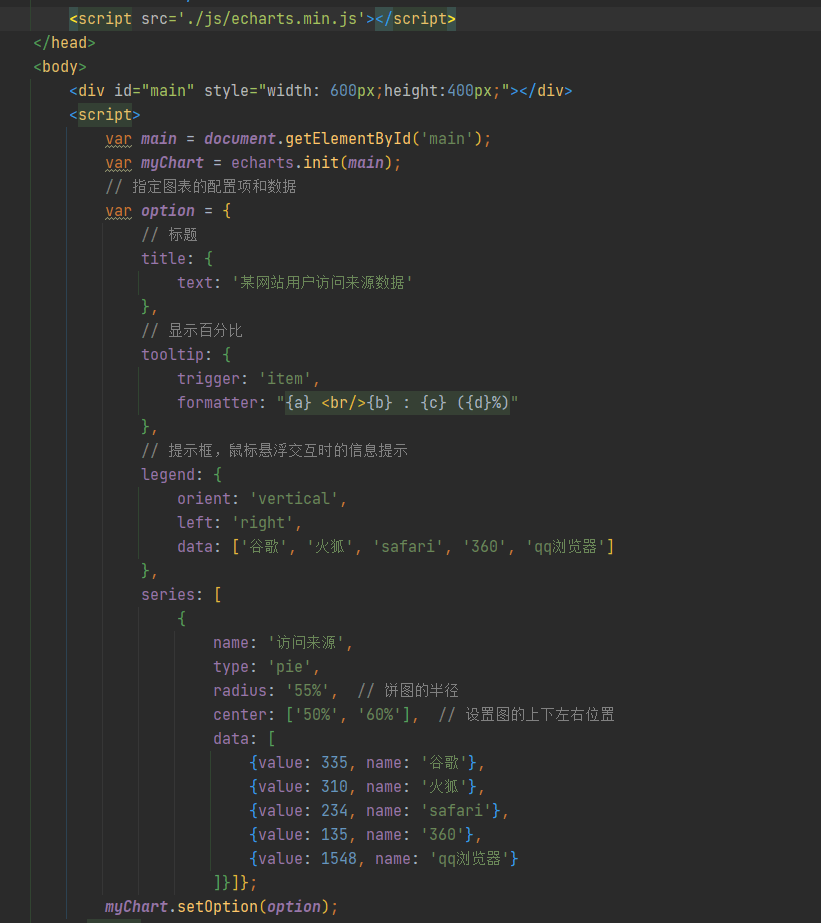 <script src='./js/echarts.min.js'></script>
</head>
<body>
<div id="main" style="width: 600px;height:400px;"></div>
<script>
var main = document.getElementById('main');
var myChart = echarts.init(main);
// 指定图表的配置项和数据
var option = {
// 标题
title: {
text: '某网站用户访问来源数据'
},
// 显示百分比
tooltip: {
trigger: 'item',
formatter: "{a} <br/>{b} : {c} ({d}%)"
},
// 提示框，鼠标悬浮交互时的信息提示
legend: {
orient: 'vertical',
left: 'right',
data: ['谷歌', '火狐', 'safari', '360', 'qq浏览器']
},
series: [
{
name: '访问来源',
type: 'pie',
radius: '55%',  // 饼图的半径
center: ['50%', '60%'],  // 设置图的上下左右位置
data: [
{value: 335, name: '谷歌'},
{value: 310, name: '火狐'},
{value: 234, name: 'safari'},
{value: 135, name: '360'},
{value: 1548, name: 'qq浏览器'}
]}]};
myChart.setOption(option);